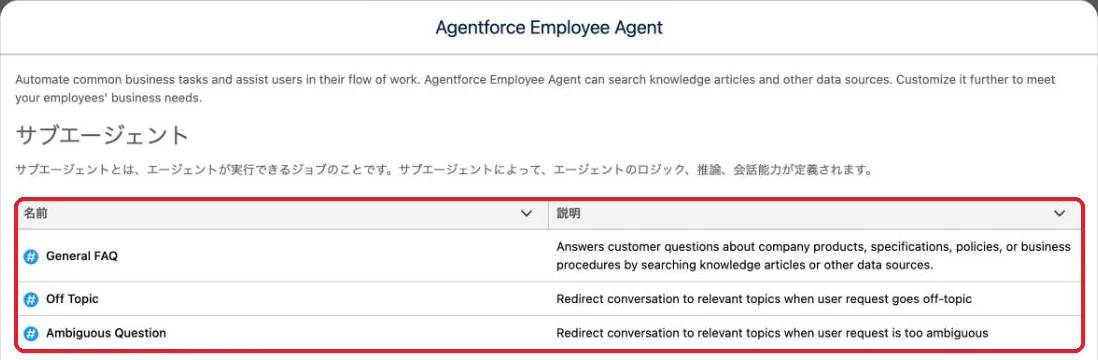 Agentforce Employee Agent
Automate common business tasks and assist users in their flow of work. Agentforce Employee Agent can search knowledge articles and other data sources. Customize it further to meet
your employees' business needs.
サブエージェント
サブエージェントとは、エージェントが実行できるジョブのことです。サブエージェントによって、エージェントのロジック、推論、会話能力が定義されます。
名前 説明
General FAQ Answers customer questions about company products, specifications, policies, or business
procedures by searching knowledge articles or other data sources.
Off Topic Redirect conversation to relevant topics when user request goes off-topic
Ambiguous Question Redirect conversation to relevant topics when user request is too ambiguous